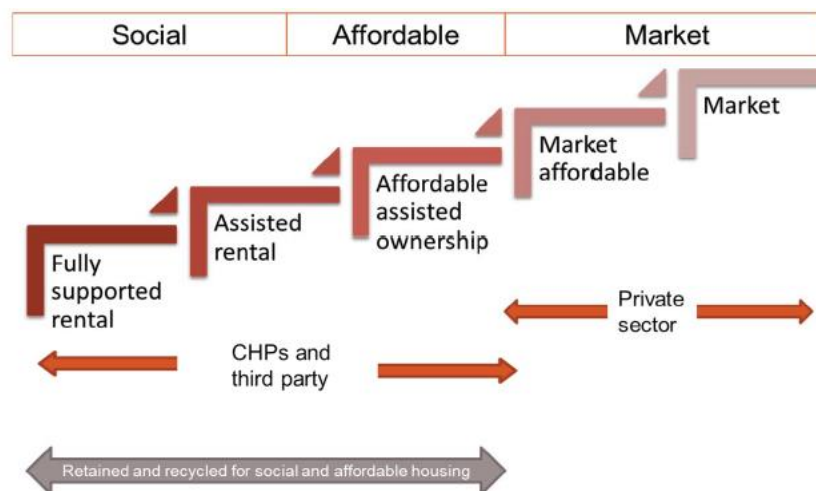 Social
Affordable
Market
Fully
supported
rental
Assisted
rental
Affordable
assisted
ownership
Market
affordable
Market
Private
sector
CHPs and
third party
Retained and recycled for social and affordable housing